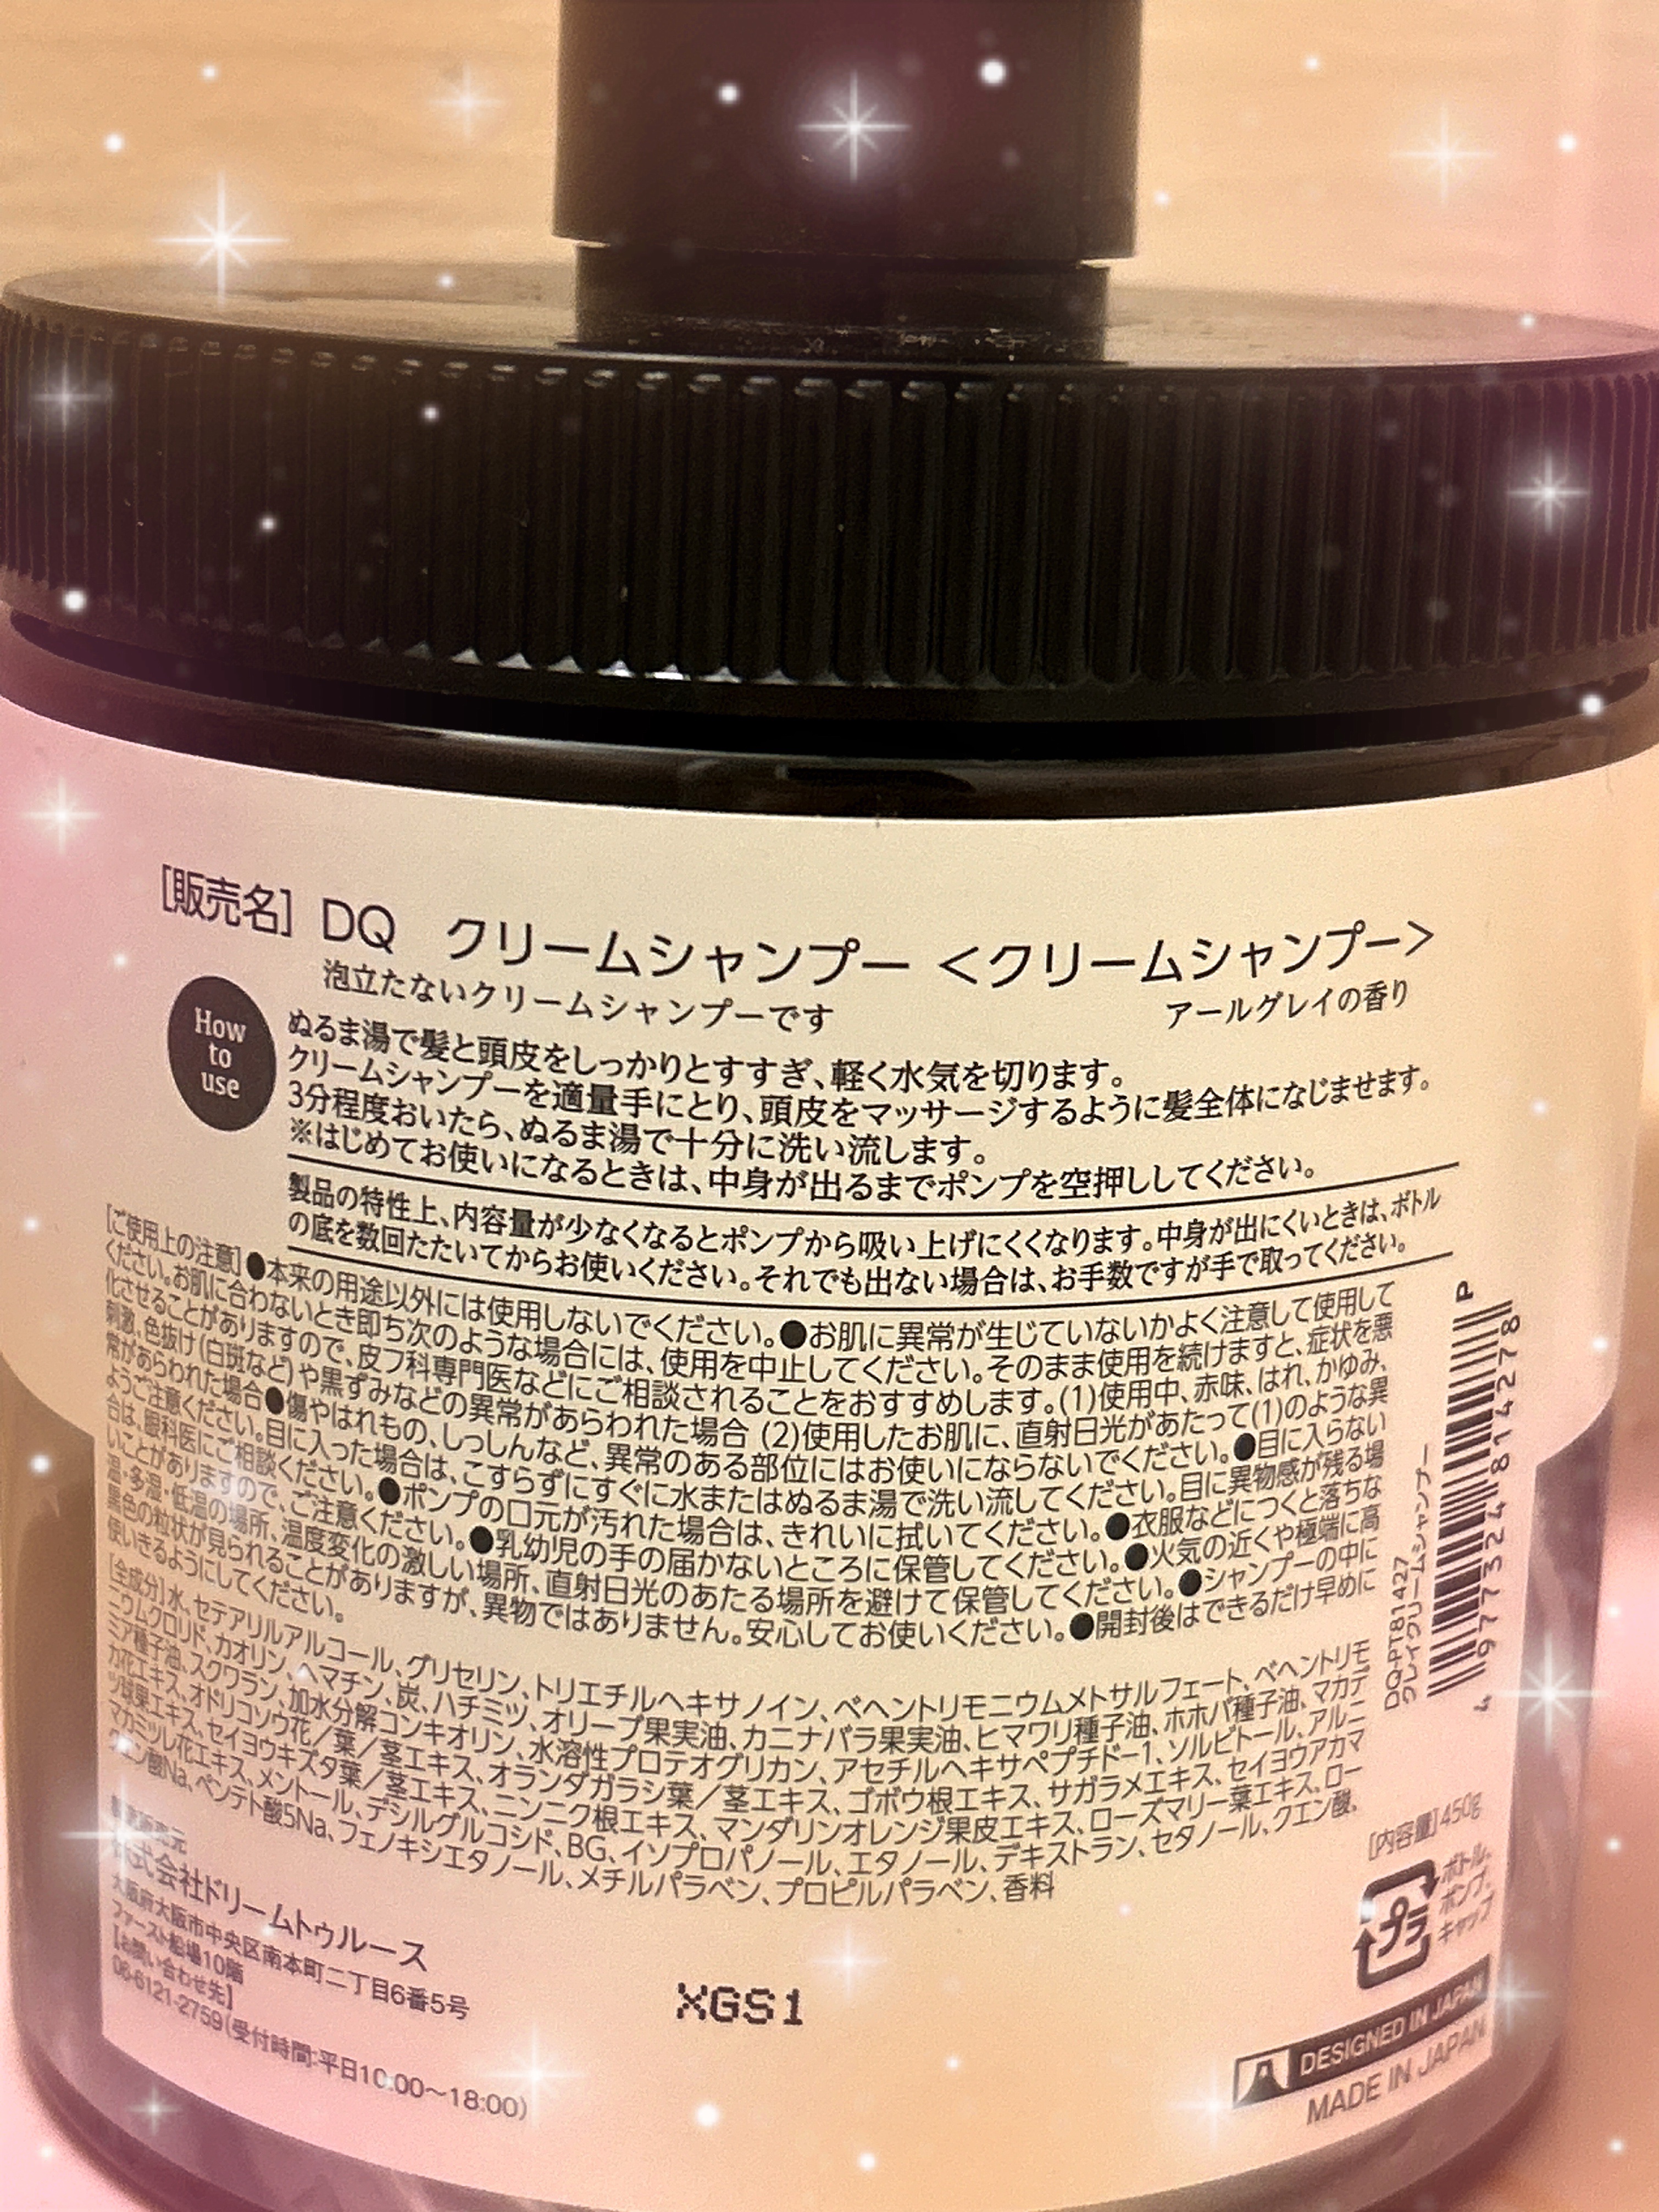 [販売名] DQ クリームシャンプー <クリームシャンプー>
泡立たないクリームシャンプーです
アールグレイの香り
How
to
use
ぬるま湯で髪と頭皮をしっかりとすすぎ、軽く水気を切ります。
クリームシャンプーを適量手にとり、頭皮をマッサージするように髪全体になじませます。
3分程度おいたら、ぬるま湯で十分に洗い流します。
※はじめてお使いになるときは、中身が出るまでポンプを空押ししてください。
製品の特性上、内容量が少なくなるとポンプから吸い上げにくくなります。中身が出にくいときは、ボトル
の底を数回たたいてからお使いください。それでも出ない場合は、お手数ですが手で取ってください。
[ご使用上の注意]●本来の用途以外には使用しないでください。●お肌に異常が生じていないかよく注意して使用して
ください。お肌に合わないとき即ち次のような場合には、使用を中止してください。そのまま使用を続けますと、症状を悪
化させることがありますので、皮フ科専門医などにご相談されることをおすすめします。(1)使用中、赤味、はれ、かゆみ、
刺激、色抜け(白斑など)や黒ずみなどの異常があらわれた場合 (2)使用したお肌に、直射日光があたって(1)のような異
常があらわれた場合●傷やはれもの、しっしんなど、異常のある部位にはお使いにならないでください。●目に入らない
ようご注意ください。目に入った場合は、こすらずにすぐに水またはぬるま湯で洗い流してください。目に異物感が残る場
合は、眼科医にご相談ください。●ポンプの口元が汚れた場合は、きれいに拭いてください。●衣服などにつくと落ちな
いことがありますので、ご注意ください。●乳幼児の手の届かないところに保管してください。●火気の近くや極端に高
温・多湿・低温の場所、温度変化の激しい場所、直射日光のあたる場所を避けて保管してください。●シャンプーの中に
黒色の粒状が見られることがありますが、異物ではありません。安心してお使いください。●開封後はできるだけ早めに
使いきるようにしてください。
[全成分]水、セテアリルアルコール、グリセリン、トリエチルヘキサノイン、ベヘントリモニウムメトサルフェート、ベヘントリモ
ニウムクロリド、カオリン、ヘマチン、炭、ハチミツ、オリーブ果実油、カニナバラ果実油、ヒマワリ種子油、ホホバ種子油、マカデ
ミア種子油、スクワラン、加水分解コンキオリン、水溶性プロテオグリカン、アセチルヘキサペプチド-1、ソルビトール、アルニ
カ花エキス、オドリコソウ花/葉/茎エキス、オランダガラシ葉/茎エキス、ゴボウ根エキス、サガラメエキス、セイヨウアカマ
ツ球果エキス、セイヨウキズタ葉/茎エキス、ニンニク根エキス、マンダリンオレンジ果皮エキス、ローズマリー葉エキス、ロー
マカミツレ花エキス、メントール、デシルグルコシド、BG、イソプロパノール、エタノール、デキストラン、セタノール、クエン酸、
クエン酸Na、ペンテト酸5Na、フェノキシエタノール、メチルパラベン、プロピルパラベン、香料
製造販売元
株式会社ドリームトゥルース
大阪府大阪市中央区南本町二丁目6番5号
ファースト船場10階
【お問い合わせ先】
06-6121-2759(受付時間:平日10:00~18:00)
XGS1
P
4 977324 814278
DQ-PT81427
クレイクリームシャンプー
[内容量]450g
プラ
ボトル、
ポンプ、
キャップ
DESIGNED IN JAPAN
MADE IN JAPAN